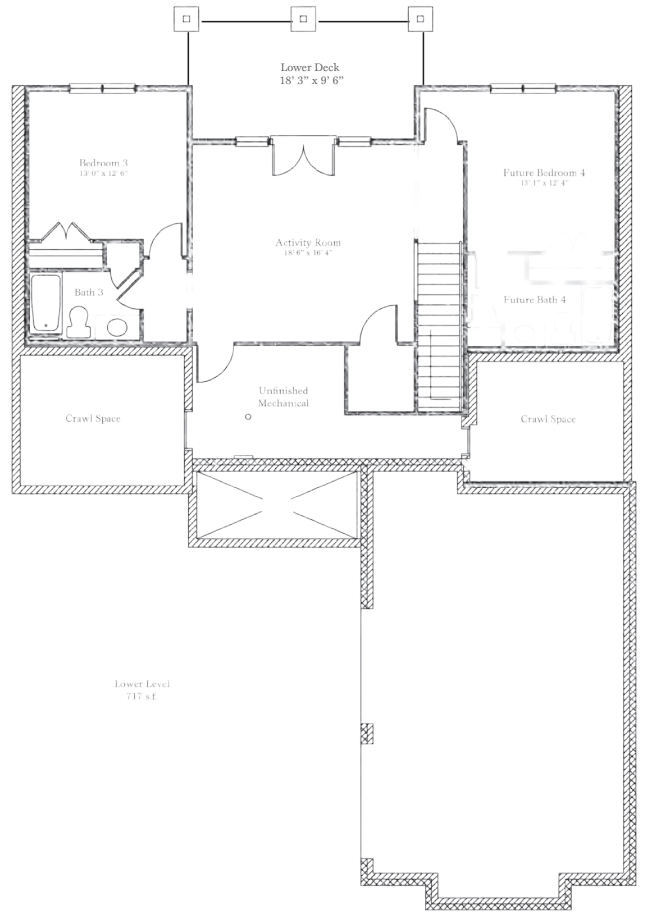 Lower Deck
18' 3" x 9' 6"
Bedroom 3
13' 0" x 12' 6"
Future Bedroom 4
13' 1" x 12' 4"
Activity Room
18' 6" x 16' 4"
Bath 3
Future Bath 4
Unfinished
Mechanical
Crawl Space
Crawl Space
Lower Level
717 s.f.